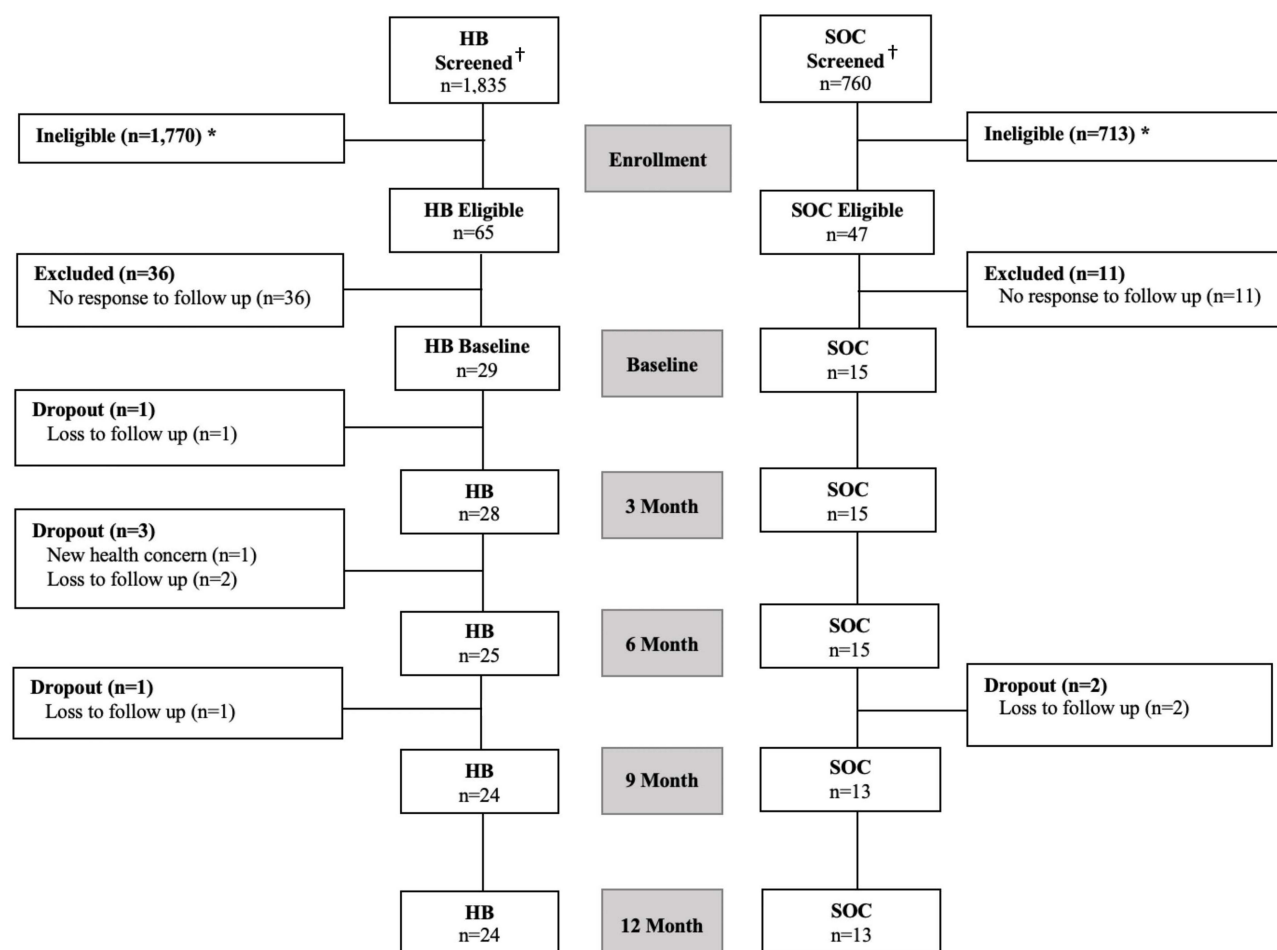 HB
Screened†
n=1,835
SOC
Screened†
n=760
Ineligible (n=1,770) *
Enrollment
Ineligible (n=713) *
HB Eligible
n=65
SOC Eligible
n=47
Excluded (n=36)
No response to follow up (n=36)
Excluded (n=11)
No response to follow up (n=11)
HB Baseline
n=29
Baseline
SOC
n=15
Dropout (n=1)
Loss to follow up (n=1)
HB
n=28
3 Month
SOC
n=15
Dropout (n=3)
New health concern (n=1)
Loss to follow up (n=2)
HB
n=25
6 Month
SOC
n=15
Dropout (n=1)
Loss to follow up (n=1)
Dropout (n=2)
Loss to follow up (n=2)
HB
n=24
9 Month
SOC
n=13
HB
n=24
12 Month
SOC
n=13